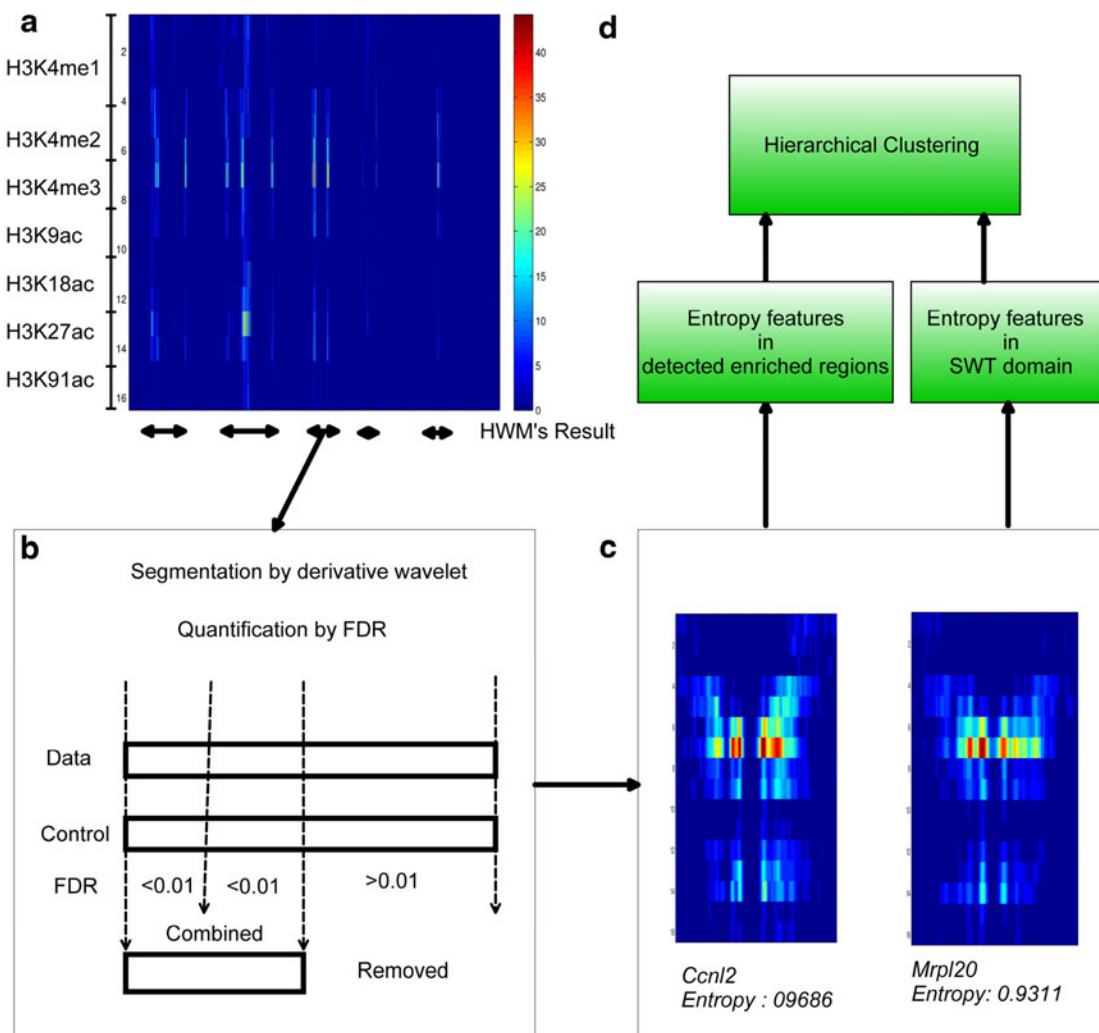 a
H3K4me1
H3K4me2
H3K4me3
H3K9ac
H3K18ac
H3K27ac
H3K91ac
2
4
6
8
10
12
14
16
40
35
30
25
20
15
10
5
0
HWM's Result
d
Hierarchical Clustering
Entropy features
in
detected enriched regions
Entropy features
in
SWT domain
b
Segmentation by derivative wavelet
Quantification by FDR
Data
Control
FDR
<0.01
<0.01
>0.01
Combined
Removed
c
Ccnl2
Entropy : 09686
Mrpl20
Entropy: 0.9311